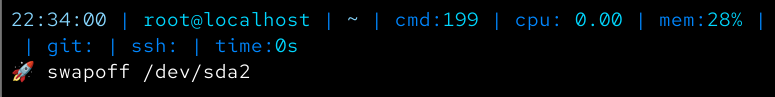 22:34:00 | root@localhost | ~ | cmd:199 | cpu: 0.00 | mem:28% |
| git: | ssh: | time:0s
🚀 swapoff /dev/sda2